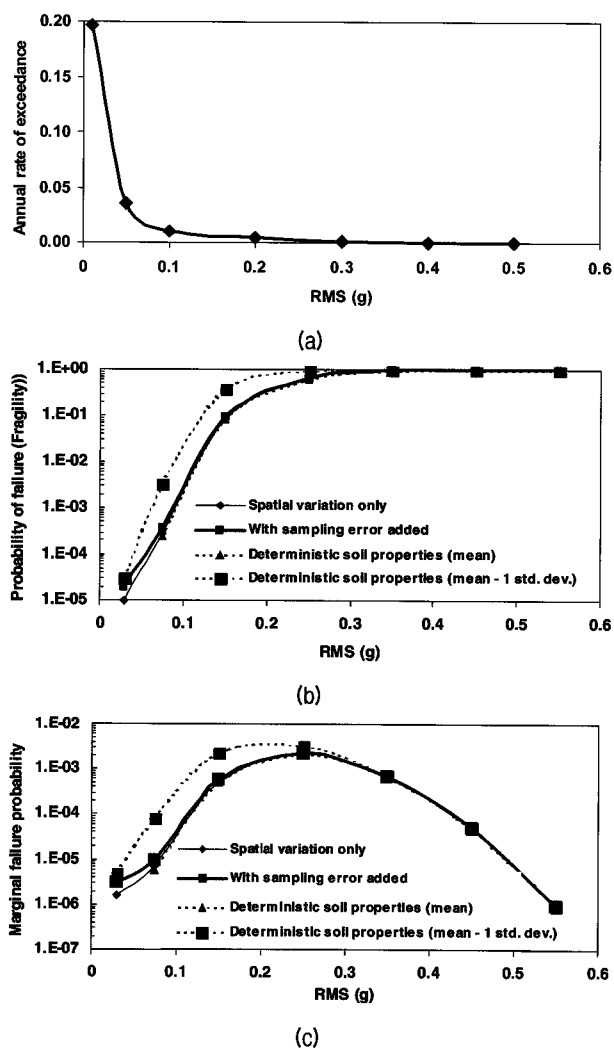 0.20
0.15
0.10
0.05
0.00
Annual rate of exceedance
0 0.1 0.2 0.3 0.4 0.5 0.6
RMS (g)
(a)
1.E+00
1.E-01
1.E-02
1.E-03
1.E-04
1.E-05
Probability of failure (Fragility))
Spatial variation only
With sampling error added
Deterministic soil properties (mean)
Deterministic soil properties (mean - 1 std. dev.)
0 0.1 0.2 0.3 0.4 0.5 0.6
RMS (g)
(b)
1.E-02
1.E-03
1.E-04
1.E-05
1.E-06
1.E-07
Marginal failure probability
Spatial variation only
With sampling error added
Deterministic soil properties (mean)
Deterministic soil properties (mean - 1 std. dev.)
0 0.1 0.2 0.3 0.4 0.5 0.6
RMS (g)
(c)